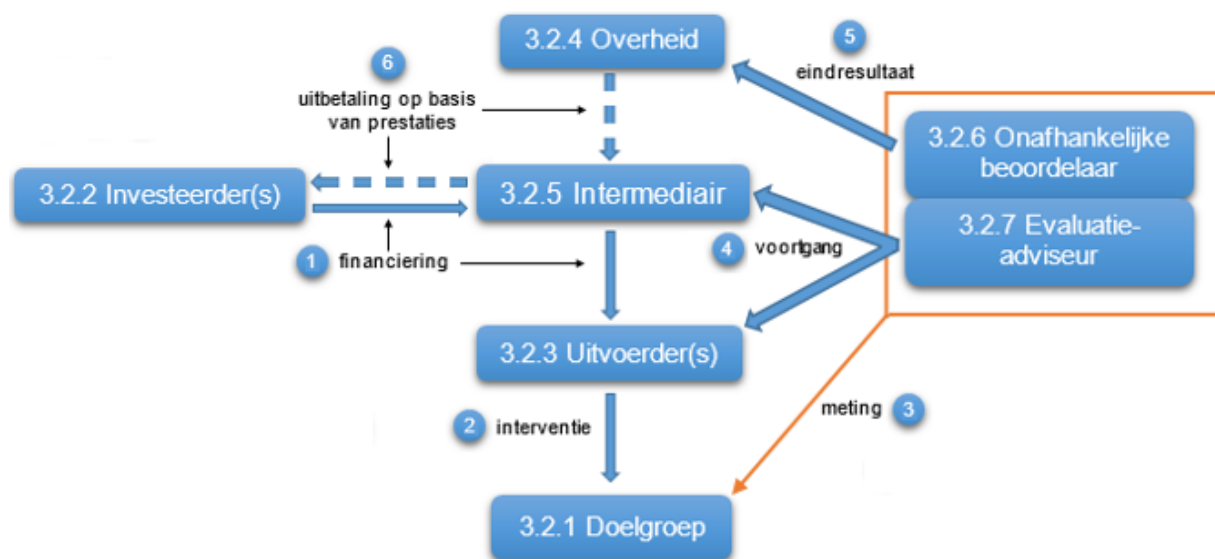 3.2.4 Overheid
5
eindresultaat
6
uitbetaling op basis
van prestaties
3.2.6 Onafhankelijke
beoordelaar
3.2.2 Investeerder(s)
3.2.5 Intermediair
3.2.7 Evaluatie-
adviseur
1 financiering
4 voortgang
3.2.3 Uitvoerder(s)
2 interventie
meting 3
3.2.1 Doelgroep